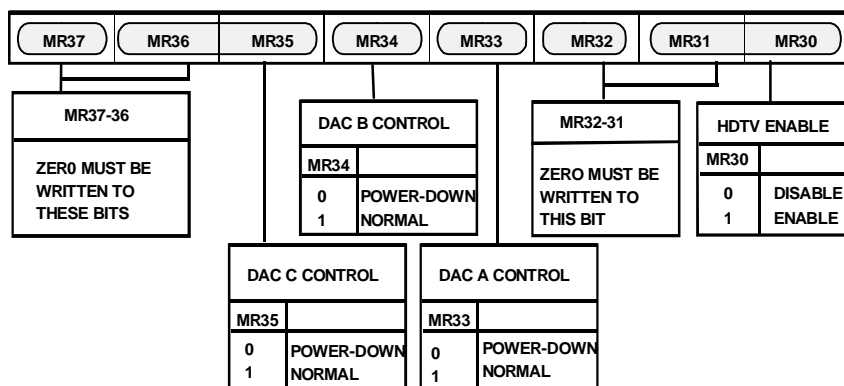 MR37 MR36 MR35 MR34 MR33 MR32 MR31 MR30
MR37-36
ZER0 MUST BE
WRITTEN TO
THESE BITS
DAC B CONTROL
MR34
0 POWER-DOWN
1 NORMAL
MR32-31
ZERO MUST BE
WRITTEN TO
THIS BIT
HDTV ENABLE
MR30
0 DISABLE
1 ENABLE
DAC C CONTROL
MR35
0 POWER-DOWN
1 NORMAL
DAC A CONTROL
MR33
0 POWER-DOWN
1 NORMAL